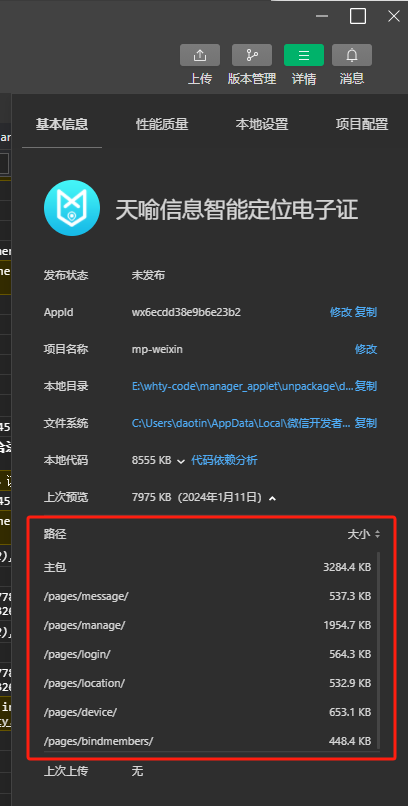 上传 版本管理 详情 消息
基本信息 性能质量 本地设置 项目配置
天喻信息智能定位电子证
发布状态 未发布
AppId wx6ecdd38e9b6e23b2 修改 复制
项目名称 mp-weixin 修改
本地目录 E:\whty-code\manager_applet\unpackage\d... 复制
文件系统 C:\Users\daotin\AppData\Local\微信开发者... 复制
本地代码 8555 KB 代码依赖分析
上次预览 7975 KB（2024年1月11日）
路径 大小
主包 3284.4 KB
/pages/message/ 537.3 KB
/pages/manage/ 1954.7 KB
/pages/login/ 564.3 KB
/pages/location/ 532.9 KB
/pages/device/ 653.1 KB
/pages/bindmembers/ 448.4 KB
上次上传 无